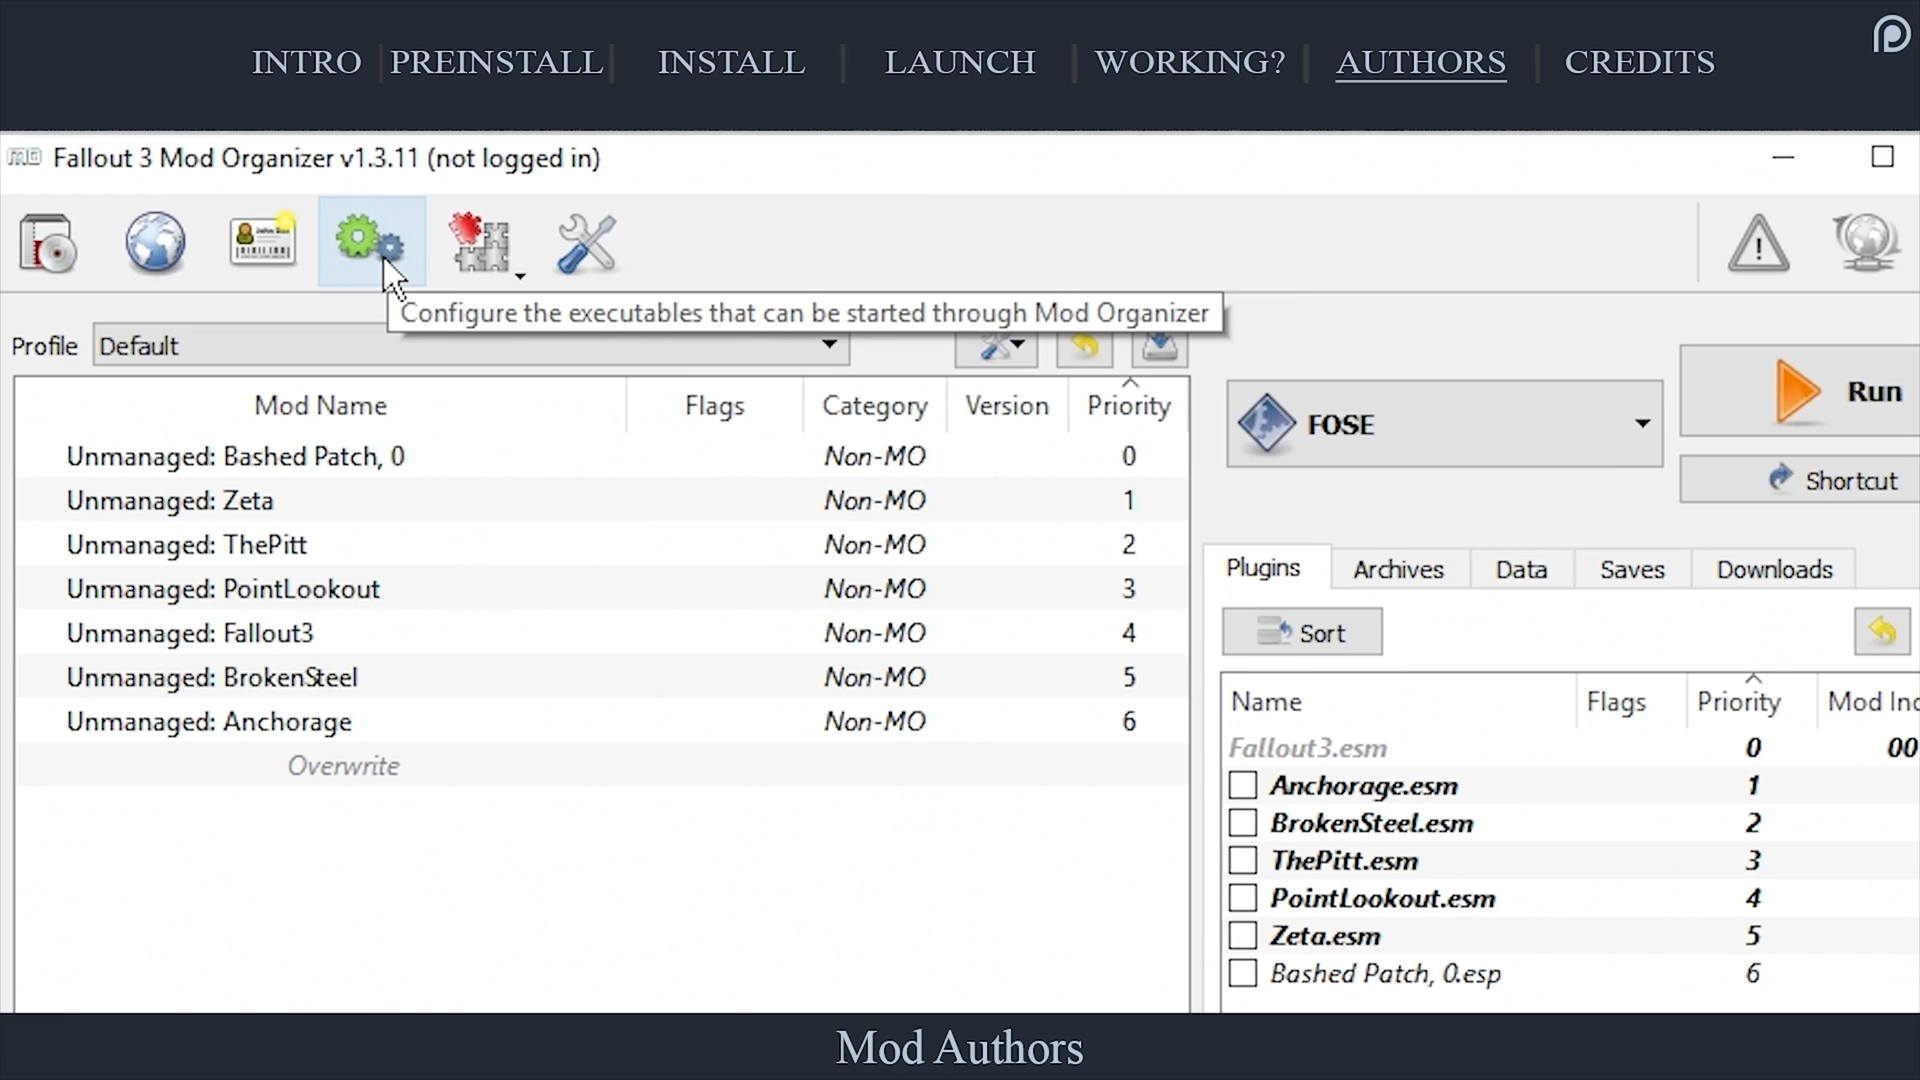 INTRO PREINSTALL INSTALL LAUNCH WORKING? AUTHORS CREDITS
Fallout 3 Mod Organizer v1.3.11 (not logged in)
Configure the executables that can be started through Mod Organizer
Profile Default
Mod Name Flags Category Version Priority
Unmanaged: Bashed Patch, 0 Non-MO 0
Unmanaged: Zeta Non-MO 1
Unmanaged: ThePitt Non-MO 2
Unmanaged: PointLookout Non-MO 3
Unmanaged: Fallout3 Non-MO 4
Unmanaged: BrokenSteel Non-MO 5
Unmanaged: Anchorage Non-MO 6
Overwrite
FOSE
Run
Shortcut
Plugins Archives Data Saves Downloads
Sort
Name Flags Priority Mod Inc
Fallout3.esm 0 00
Anchorage.esm 1
BrokenSteel.esm 2
ThePitt.esm 3
PointLookout.esm 4
Zeta.esm 5
Bashed Patch, 0.esp 6
Mod Authors